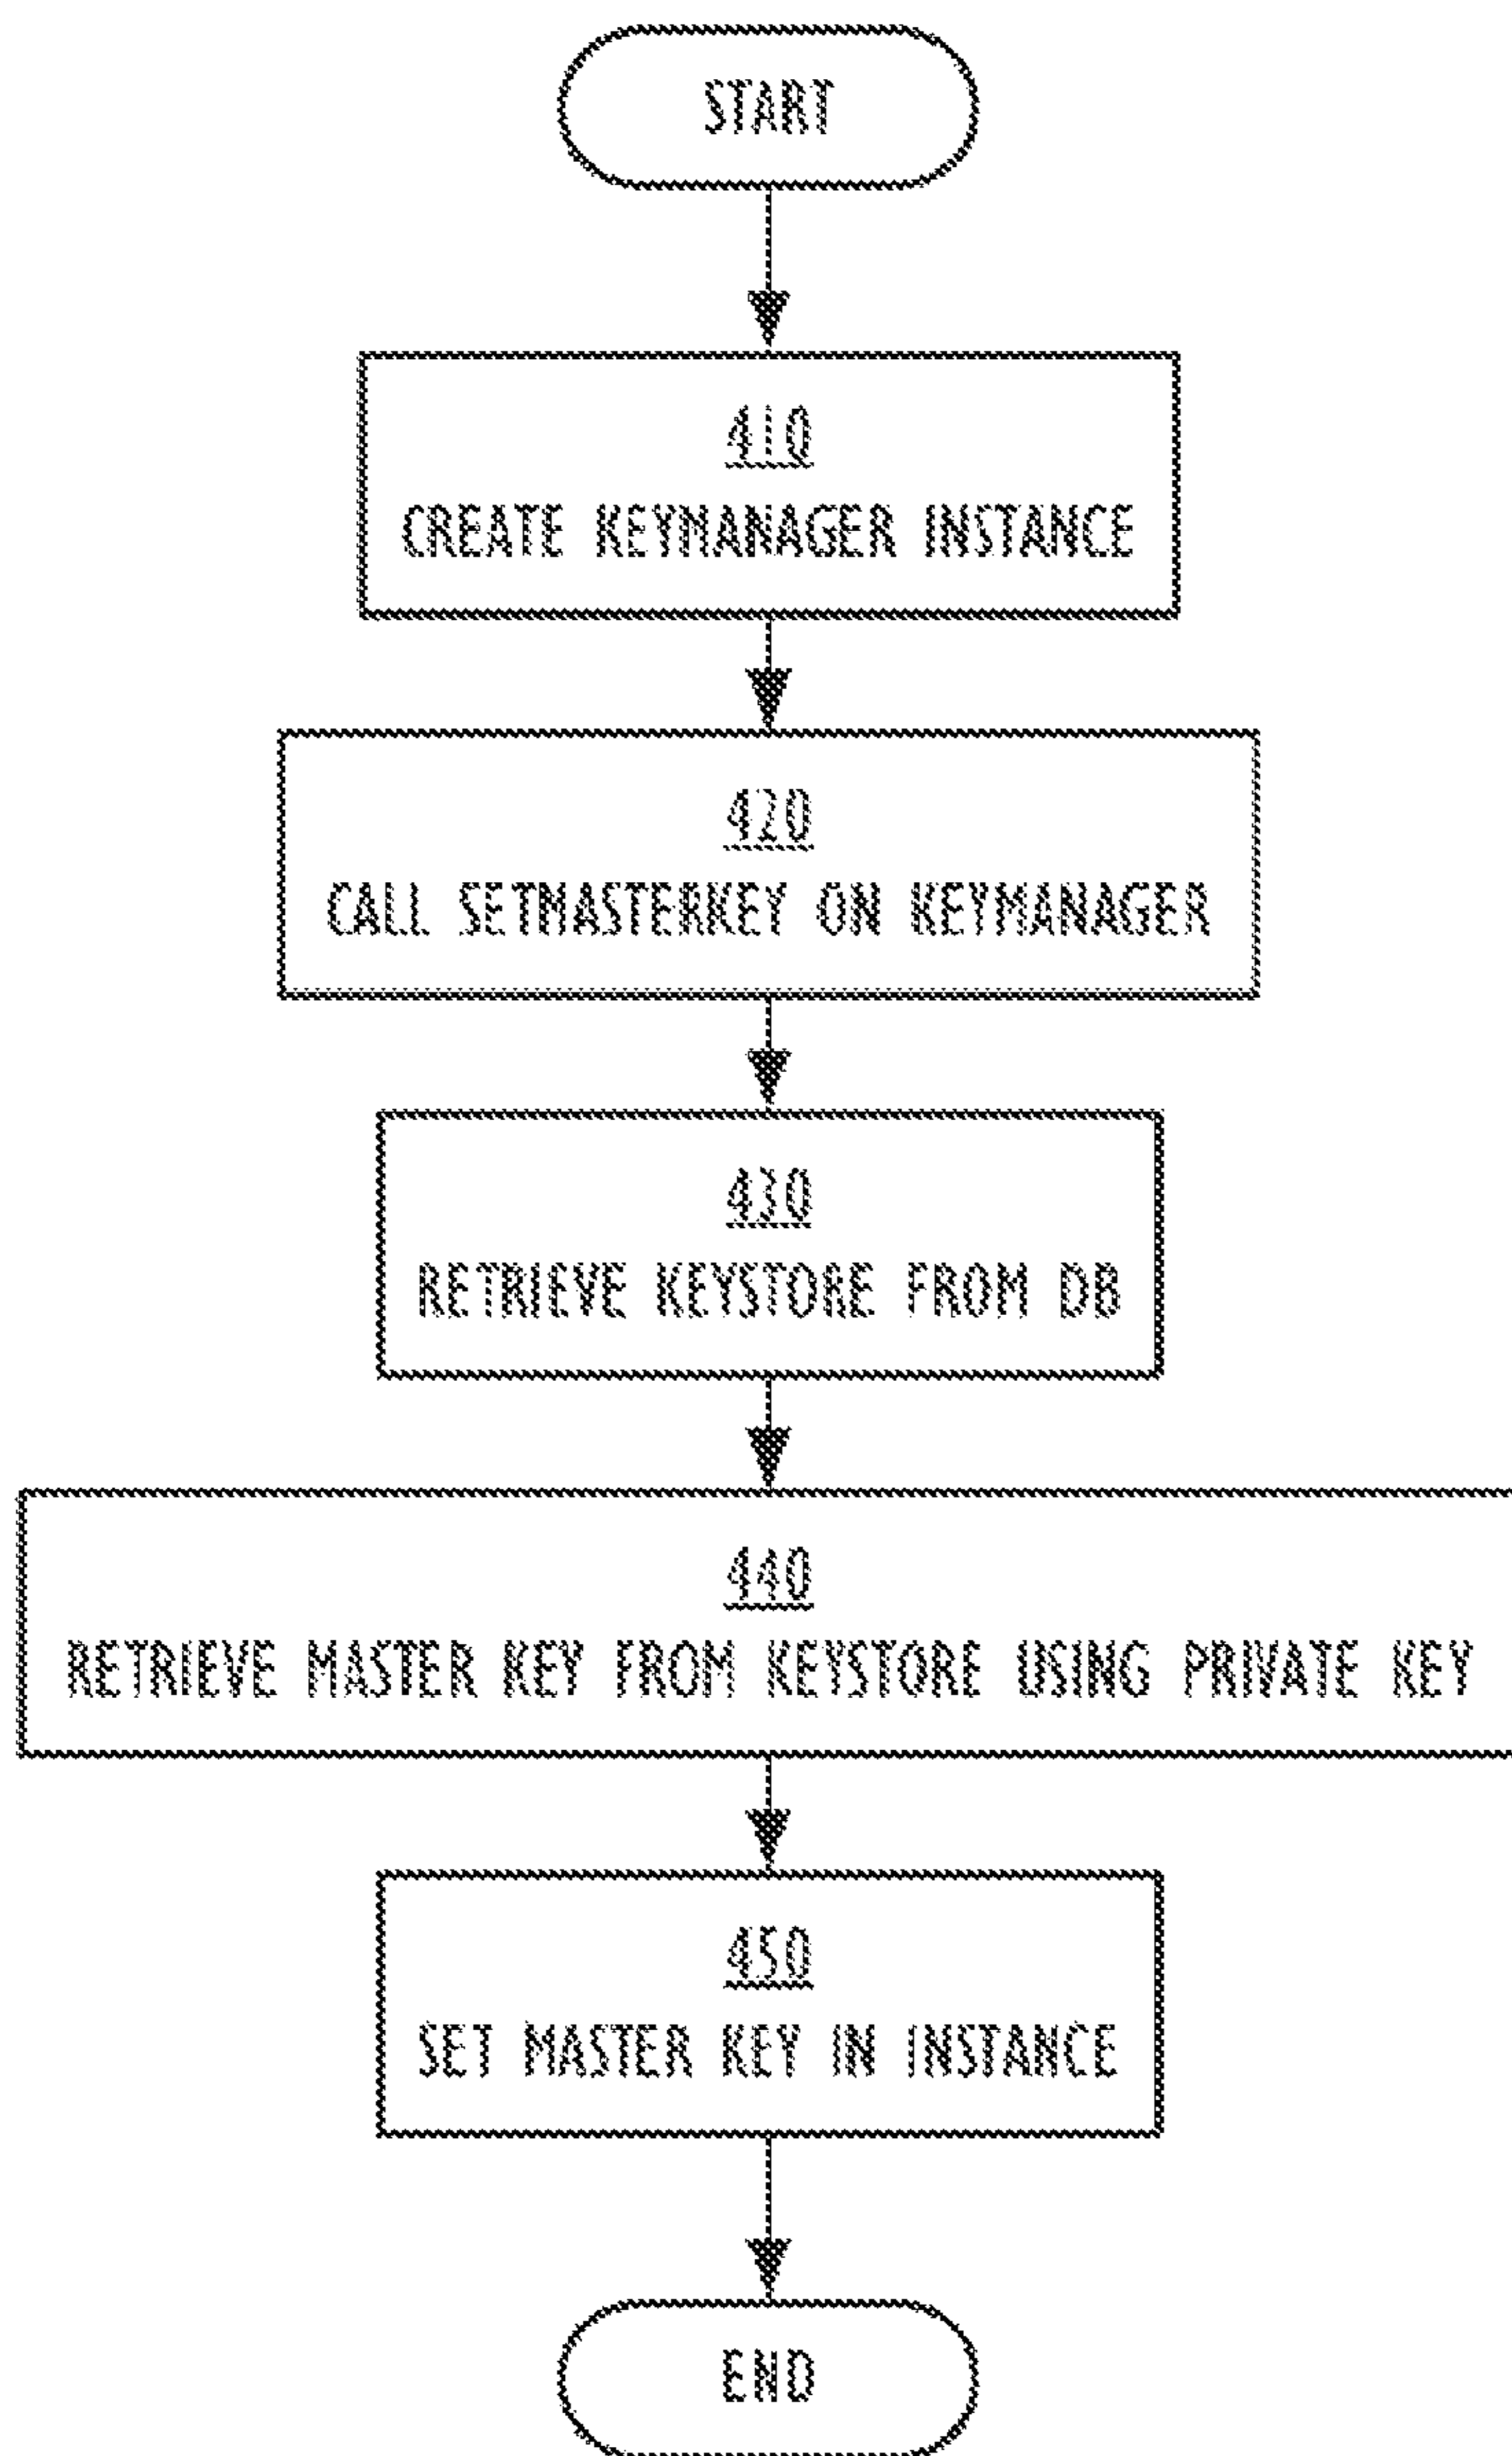 START
410
CREATE KEYMANAGER INSTANCE
420
CALL SETMASTERKEY ON KEYMANAGER
430
RETRIEVE KEYSTORE FROM DB
440
RETRIEVE MASTER KEY FROM KEYSTORE USING PRIVATE KEY
450
SET MASTER KEY IN INSTANCE
END